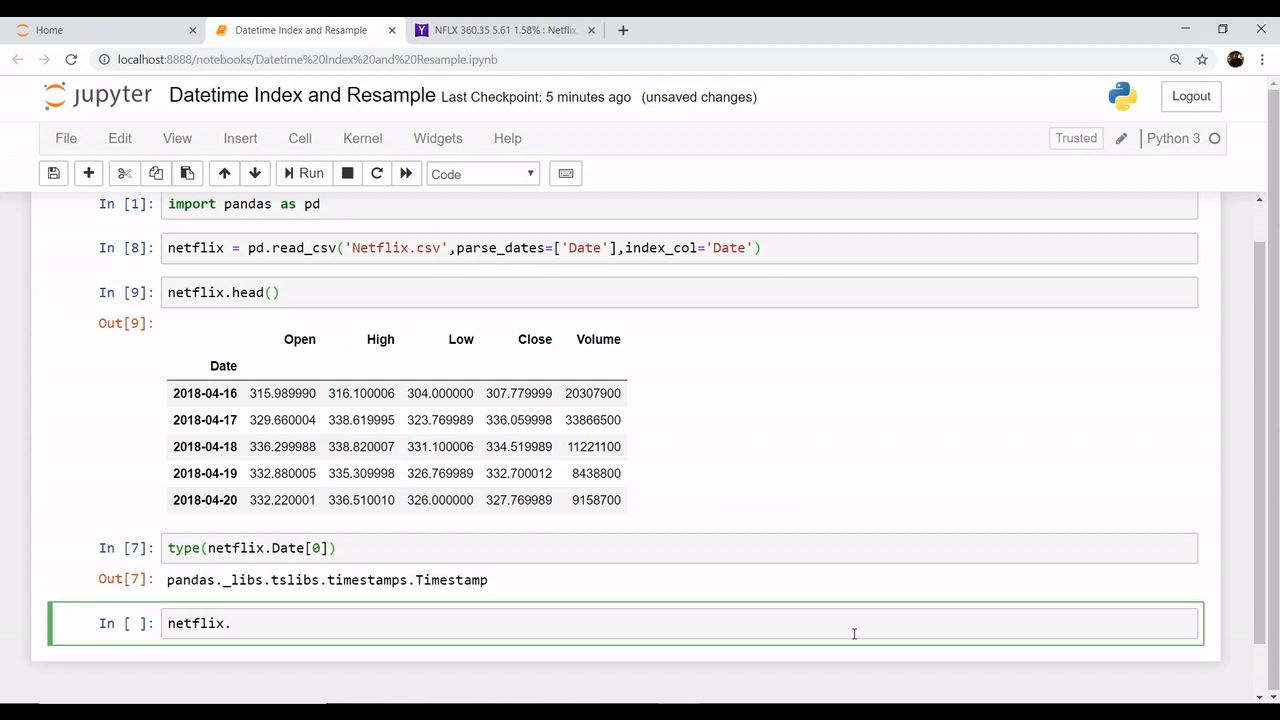 Home
Datetime Index and Resample
NFLX 360.35 5.61 1.58% : Netflix,
localhost:8888/notebooks/Datetime%20Index%20and%20Resample.ipynb
jupyter Datetime Index and Resample Last Checkpoint: 5 minutes ago (unsaved changes) Logout
File Edit View Insert Cell Kernel Widgets Help Trusted Python 3
Run Code
In [1]: import pandas as pd
In [8]: netflix = pd.read_csv('Netflix.csv',parse_dates=['Date'],index_col='Date')
In [9]: netflix.head()
Out[9]:
Open High Low Close Volume
Date
2018-04-16 315.989990 316.100006 304.000000 307.779999 20307900
2018-04-17 329.660004 338.619995 323.769989 336.059998 33866500
2018-04-18 336.299988 338.820007 331.100006 334.519989 11221100
2018-04-19 332.880005 335.309998 326.769989 332.700012 8438800
2018-04-20 332.220001 336.510010 326.000000 327.769989 9158700
In [7]: type(netflix.Date[0])
Out[7]: pandas._libs.tslibs.timestamps.Timestamp
In [ ]: netflix.